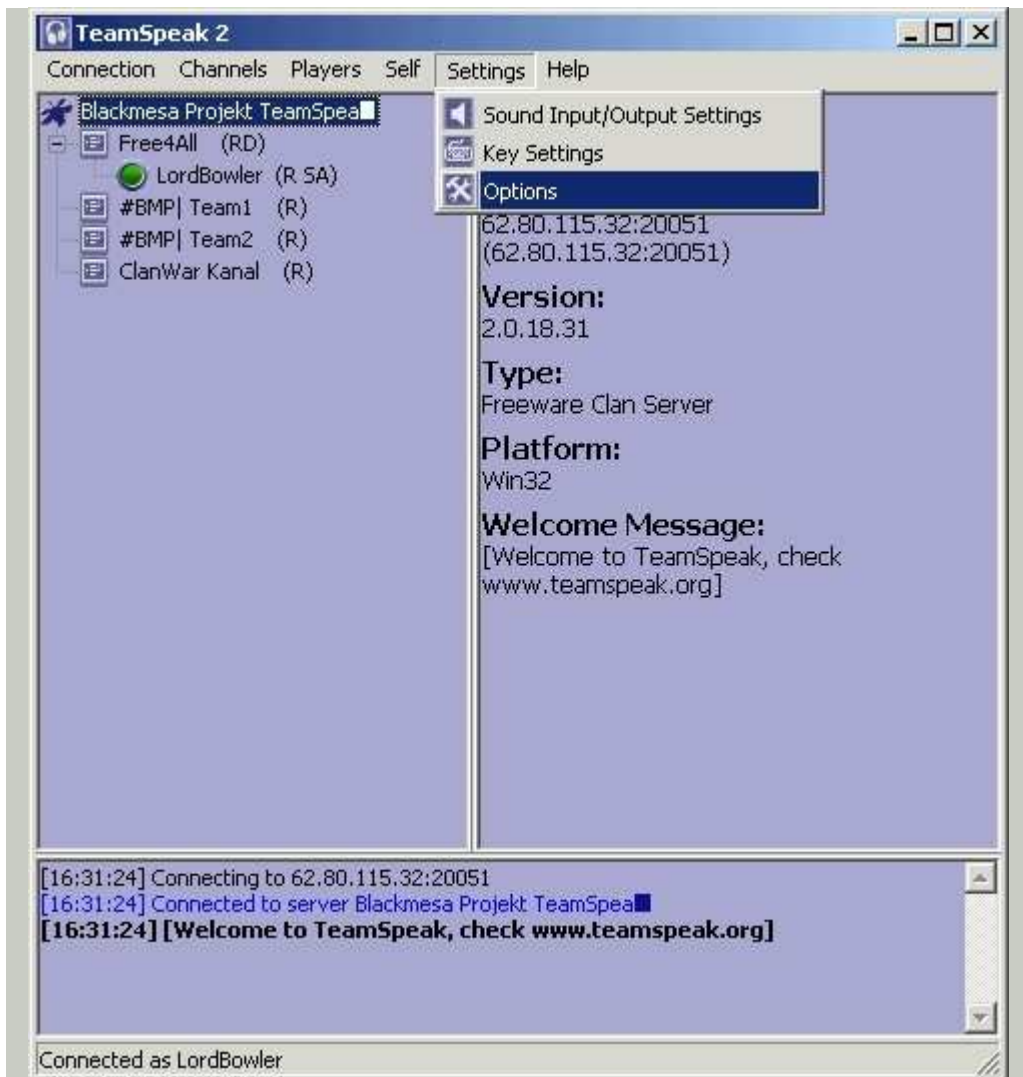 TeamSpeak 2
Connection Channels Players Self Settings Help
Blackmesa Projekt TeamSpea
Free4All (RD)
LordBowler (R SA)
#BMP| Team1 (R)
#BMP| Team2 (R)
ClanWar Kanal (R)
Sound Input/Output Settings
Key Settings
Options
62.80.115.32:20051
(62.80.115.32:20051)
Version:
2.0.18.31
Type:
Freeware Clan Server
Platform:
Win32
Welcome Message:
[Welcome to TeamSpeak, check
www.teamspeak.org]
[16:31:24] Connecting to 62.80.115.32:20051
[16:31:24] Connected to server Blackmesa Projekt TeamSpea
[16:31:24] [Welcome to TeamSpeak, check www.teamspeak.org]
Connected as LordBowler